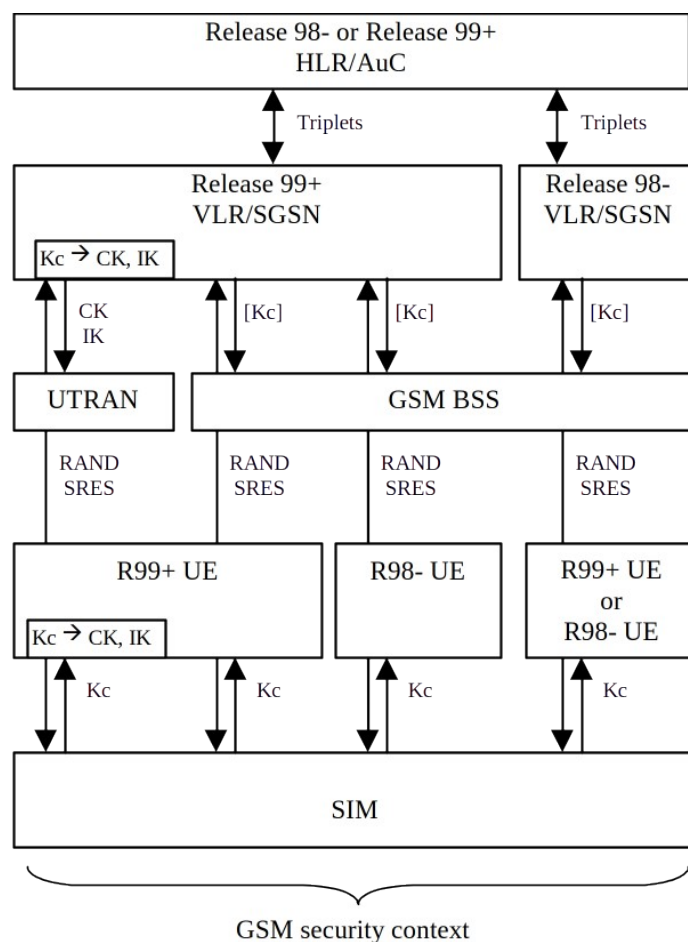 Release 98- or Release 99+
HLR/AuC
Triplets
Triplets
Release 99+
VLR/SGSN
Release 98-
VLR/SGSN
Kc → CK, IK
CK
IK
[Kc]
[Kc]
[Kc]
UTRAN
GSM BSS
RAND
SRES
RAND
SRES
RAND
SRES
RAND
SRES
R99+ UE
R98- UE
R99+ UE
or
R98- UE
Kc → CK, IK
Kc
Kc
Kc
Kc
SIM
GSM security context